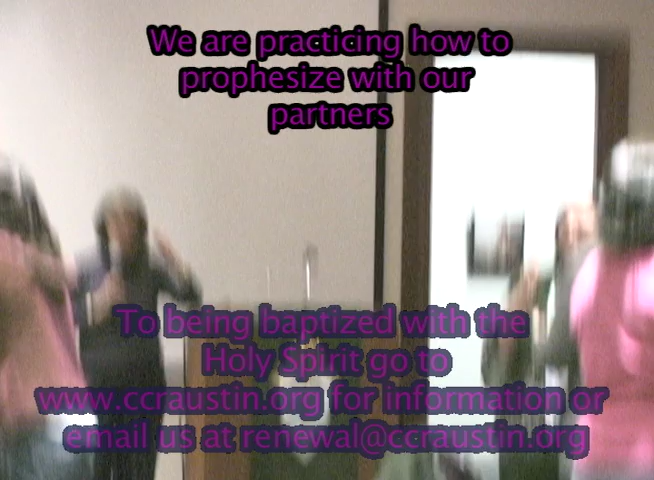 We are practicing how to
prophesize with our
partners
To being baptized with the
Holy Spirit go to
www.ccraustin.org for information or
email us at renewal@ccraustin.org